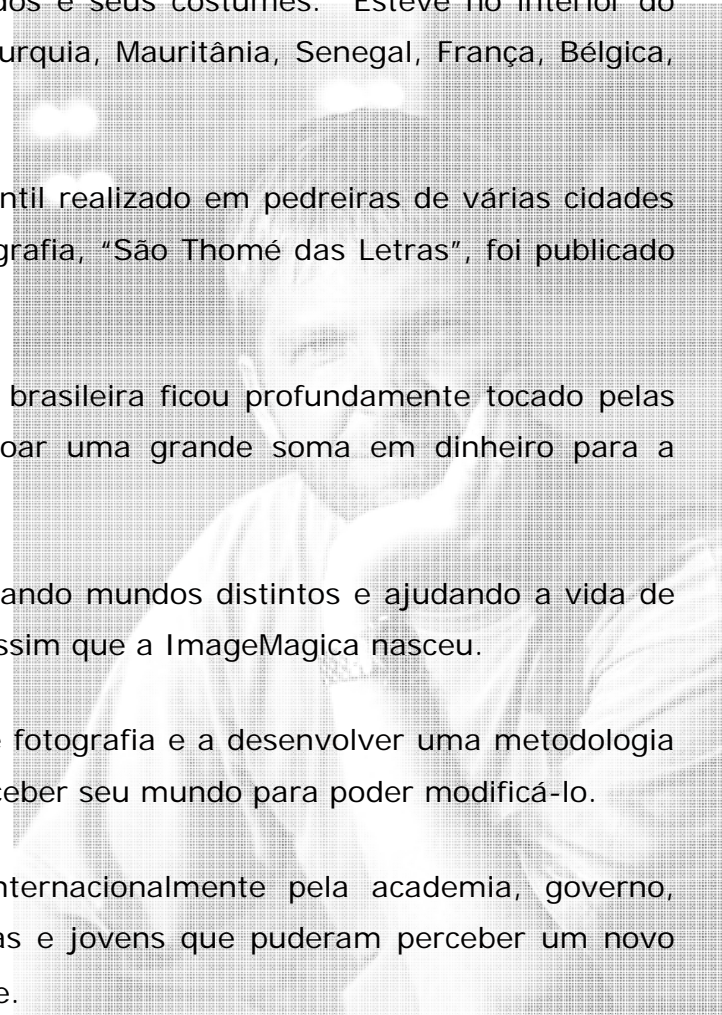 dos e seus costumes. Esteve no interior do
urquia, Mauritânia, Senegal, França, Bélgica,
ntil realizado em pedreiras de várias cidades
grafia, “São Thomé das Letras”, foi publicado
brasileira ficou profundamente tocado pelas
oar uma grande soma em dinheiro para a
ando mundos distintos e ajudando a vida de
ssim que a ImageMagica nasceu.
e fotografia e a desenvolver uma metodologia
ceber seu mundo para poder modificá-lo.
nternacionalmente pela academia, governo,
as e jovens que puderam perceber um novo
e.